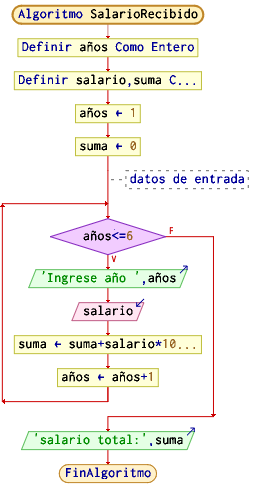 Algoritmo SalarioRecibido
Definir años Como Entero
Definir salario,suma C...
años ← 1
suma ← 0
datos de entrada
años<=6
F
V
'Ingrese año ',años
salario
suma ← suma+salario*10...
años ← años+1
'salario total:',suma
FinAlgoritmo